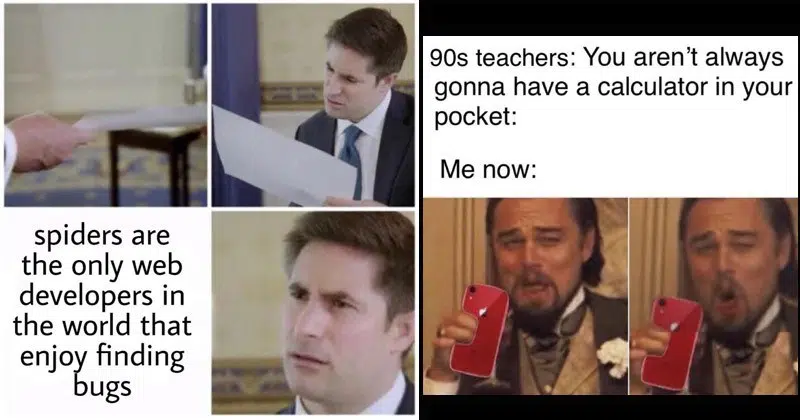 spiders are
the only web
developers in
the world that
enjoy finding
bugs
90s teachers: You aren’t always
gonna have a calculator in your
pocket:
Me now: